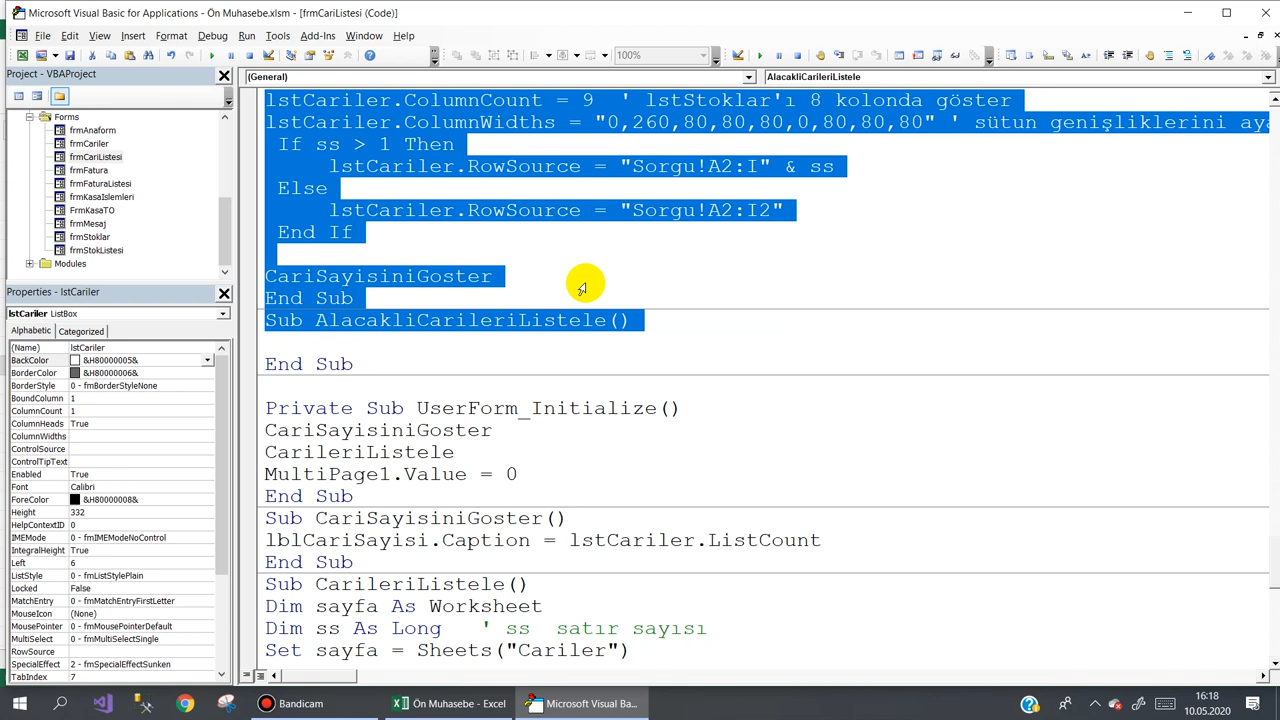 Microsoft Visual Basic for Applications - Ön Muhasebe.xlsm - [frmCariListesi (Code)]
File Edit View Insert Format Debug Run Tools Add-Ins Window Help
100%
Project - VBAProject
(General)
AlacakliCarileriListele
Forms
frmAnaform
frmCariler
frmCariListesi
frmFatura
frmFaturaListesi
frmKasaIslemleri
FrmKasaTO
frmMesaj
frmStoklar
frmStokListesi
Modules
Properties - lstCariler
lstCariler ListBox
Alphabetic Categorized
(Name) lstCariler
BackColor &H80000005&
BorderColor &H80000006&
BorderStyle 0 - fmBorderStyleNone
BoundColumn 1
ColumnCount 1
ColumnHeads True
ColumnWidths
ControlSource
ControlTipText
Enabled True
Font Calibri
ForeColor &H80000008&
Height 332
HelpContextID 0
IMEMode 0 - fmIMEModeNoControl
IntegralHeight True
Left 6
ListStyle 0 - fmListStylePlain
Locked False
MatchEntry 0 - fmMatchEntryFirstLetter
MouseIcon (None)
MousePointer 0 - fmMousePointerDefault
MultiSelect 0 - fmMultiSelectSingle
RowSource
SpecialEffect 2 - fmSpecialEffectSunken
TabIndex 7
lstCariler.ColumnCount = 9 ' lstStoklar'ı 8 kolonda göster
lstCariler.ColumnWidths = "0,260,80,80,80,0,80,80,80" ' sütun genişliklerini aya
If ss > 1 Then
lstCariler.RowSource = "Sorgu!A2:I" & ss
Else
lstCariler.RowSource = "Sorgu!A2:I2"
End If
CariSayisiniGoster
End Sub
Sub AlacakliCarileriListele()
End Sub
Private Sub UserForm_Initialize()
CariSayisiniGoster
CarileriListele
MultiPage1.Value = 0
End Sub
Sub CariSayisiniGoster()
lblCariSayisi.Caption = lstCariler.ListCount
End Sub
Sub CarileriListele()
Dim sayfa As Worksheet
Dim ss As Long ' ss satır sayısı
Set sayfa = Sheets("Cariler")
Bandicam
Ön Muhasebe - Excel
Microsoft Visual Ba...
16:18
10.05.2020